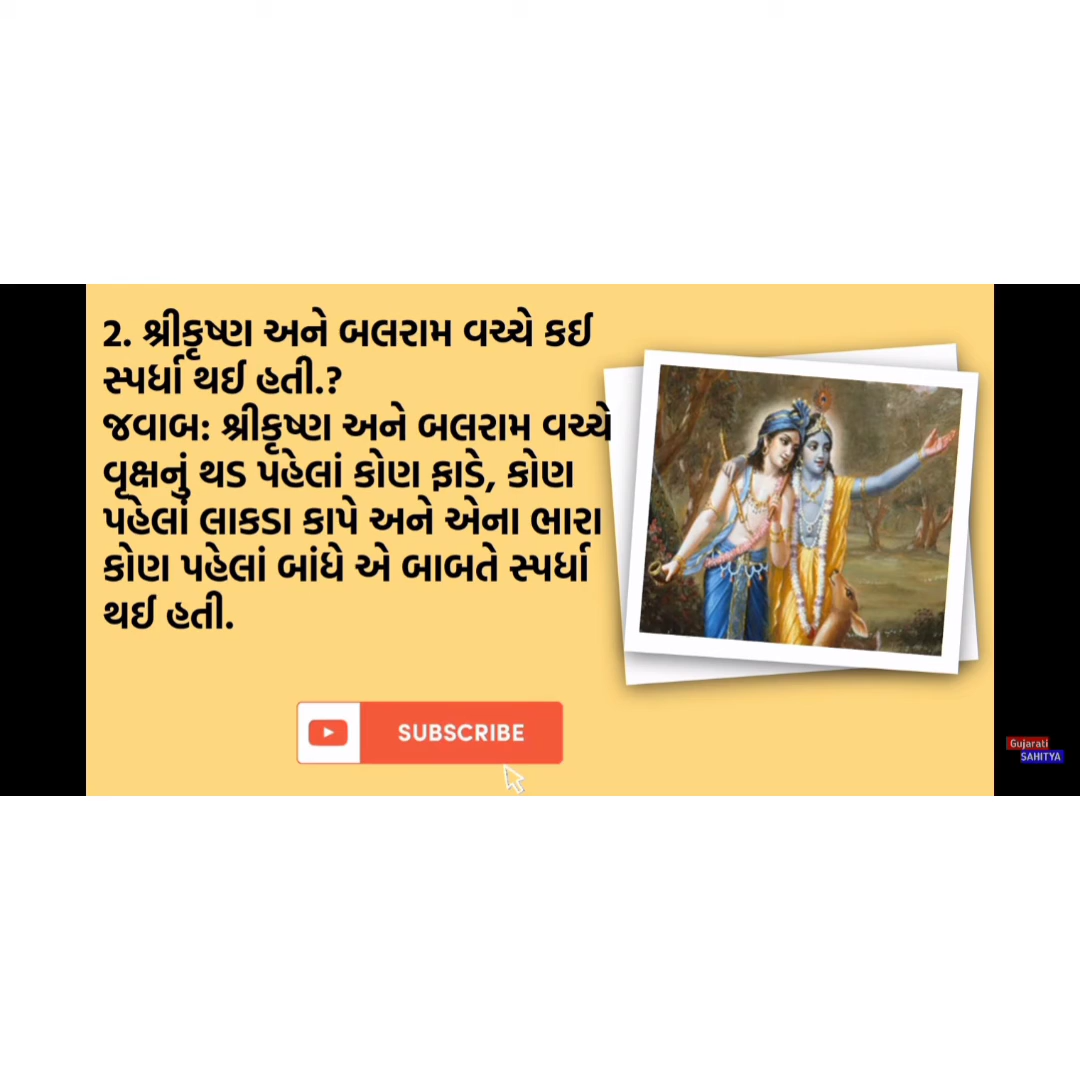 2. શ્રીકૃષ્ણ અને બલરામ વચ્ચે કઈ
સ્પર્ધા થઈ હતી.?
જવાબ: શ્રીકૃષ્ણ અને બલરામ વચ્ચે
વૃક્ષનું થડ પહેલાં કોણ ફાડે, કોણ
પહેલાં લાકડા કાપે અને એના ભારા
કોણ પહેલાં બાંધે એ બાબતે સ્પર્ધા
થઈ હતી.
SUBSCRIBE
Gujarati
SAHITYA